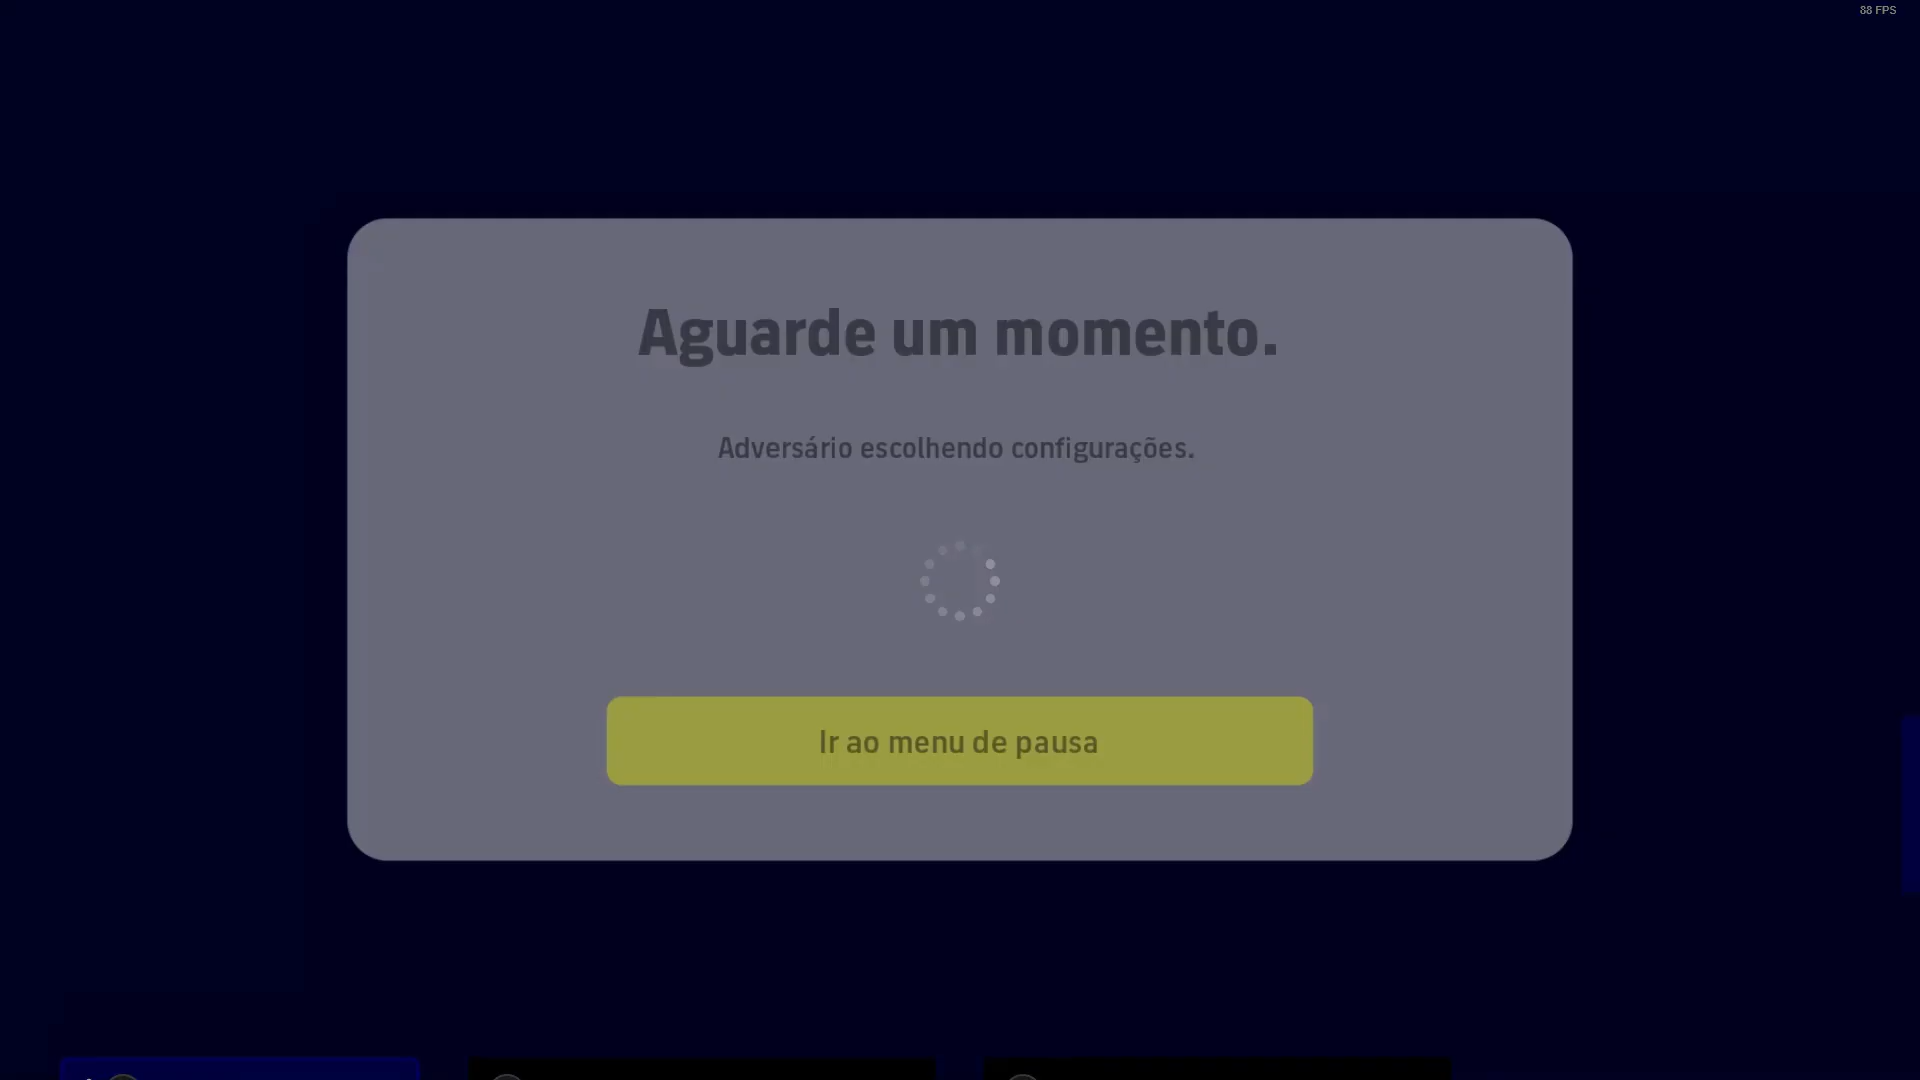 88 FPS
Aguarde um momento.
Adversário escolhendo configurações.
Ir ao menu de pausa